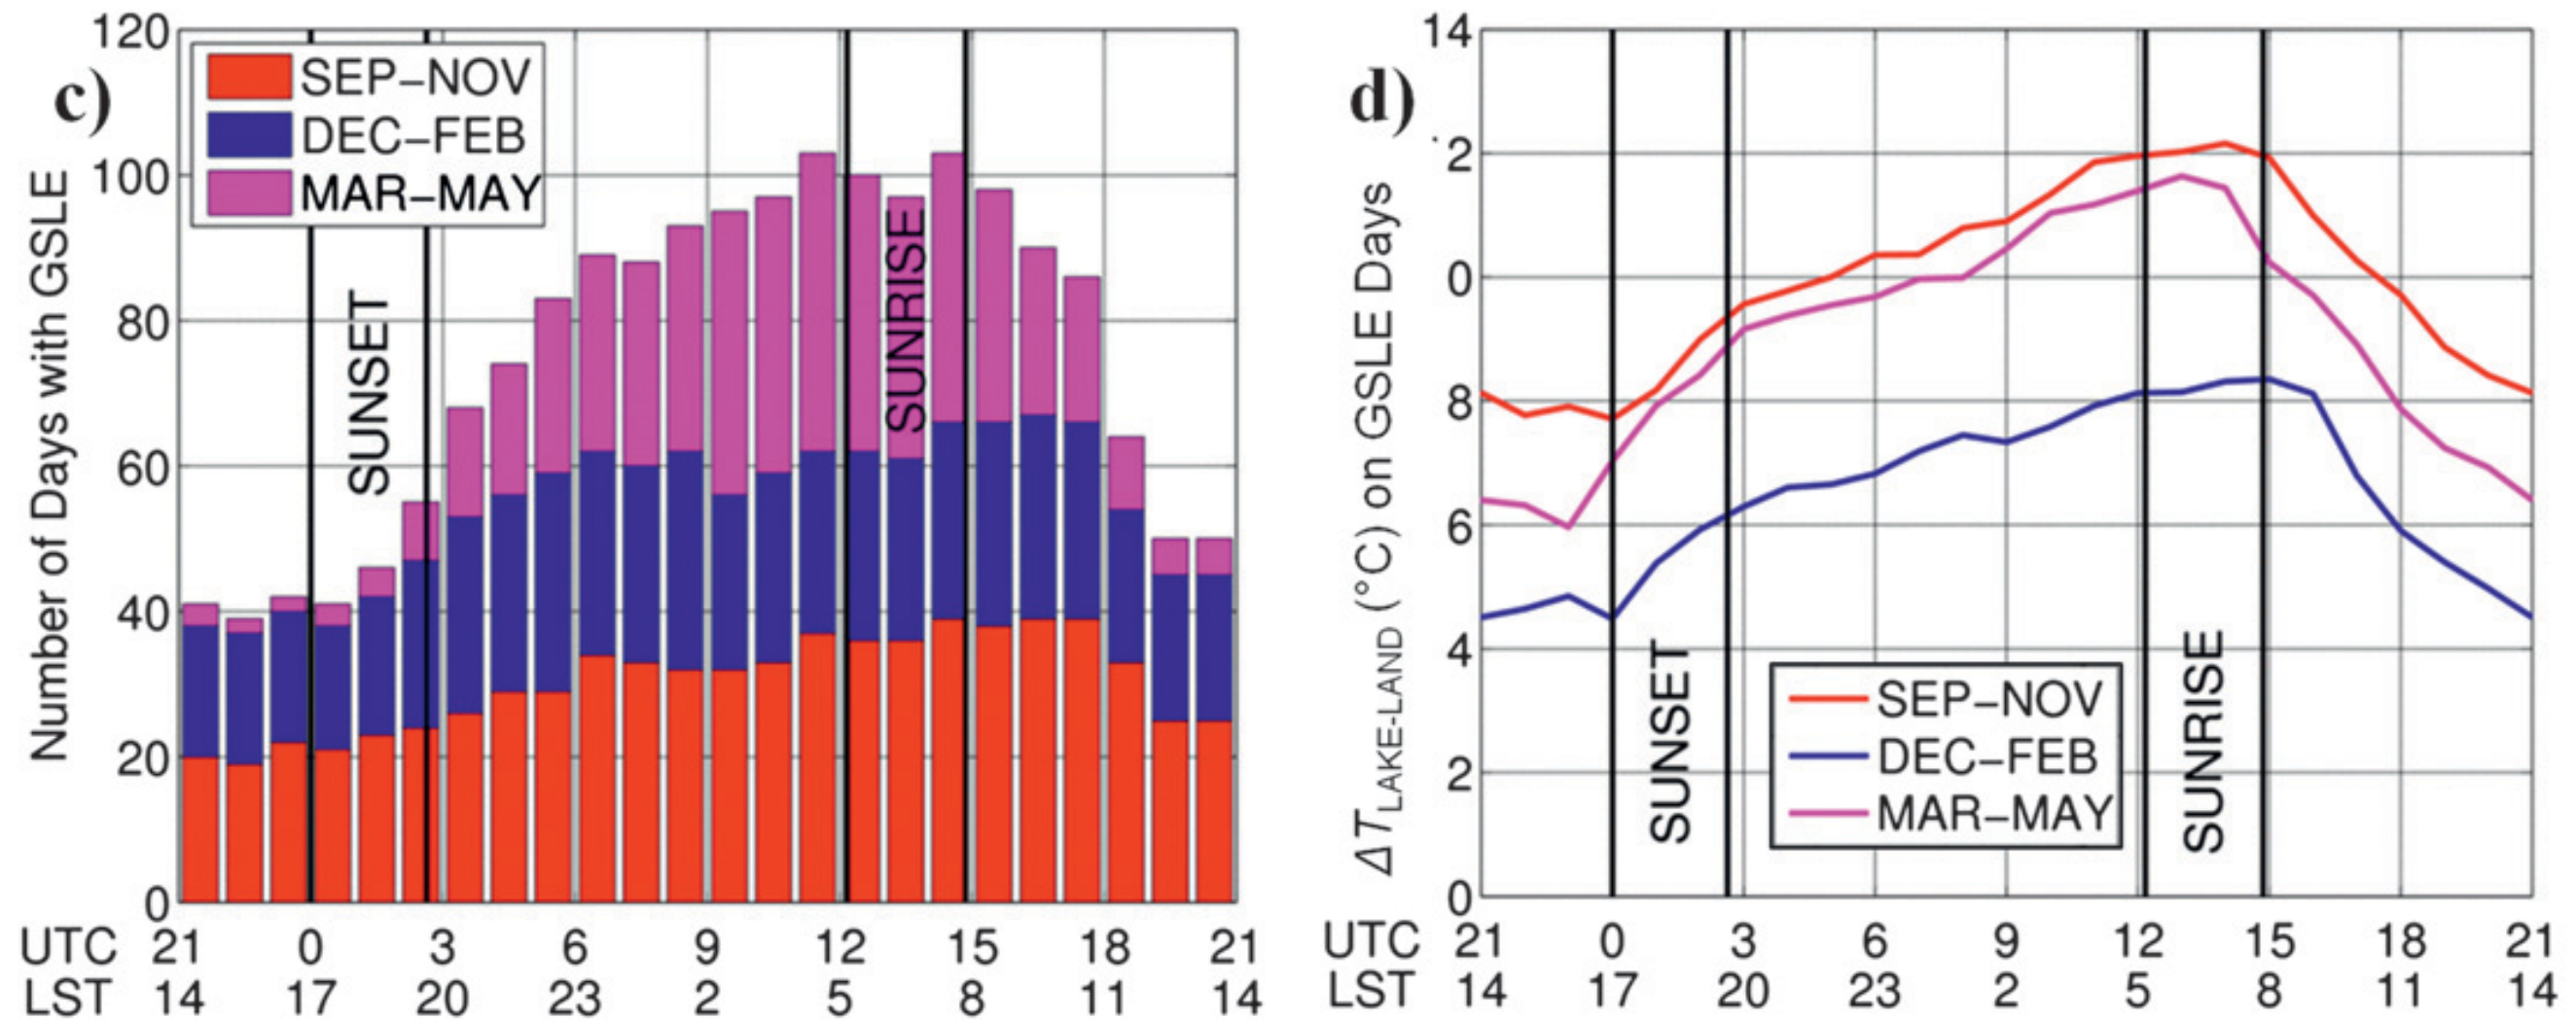 c)
Number of Days with GSLE
120
100
80
60
40
20
0
SEP–NOV
DEC–FEB
MAR–MAY
SUNSET
SUNRISE
UTC 21 0 3 6 9 12 15 18 21
LST 14 17 20 23 2 5 8 11 14
d)
ΔT LAKE-LAND (°C) on GSLE Days
14
2
0
8
6
4
2
0
SUNSET
SEP–NOV
DEC–FEB
MAR–MAY
SUNRISE
UTC 21 0 3 6 9 12 15 18 21
LST 14 17 20 23 2 5 8 11 14